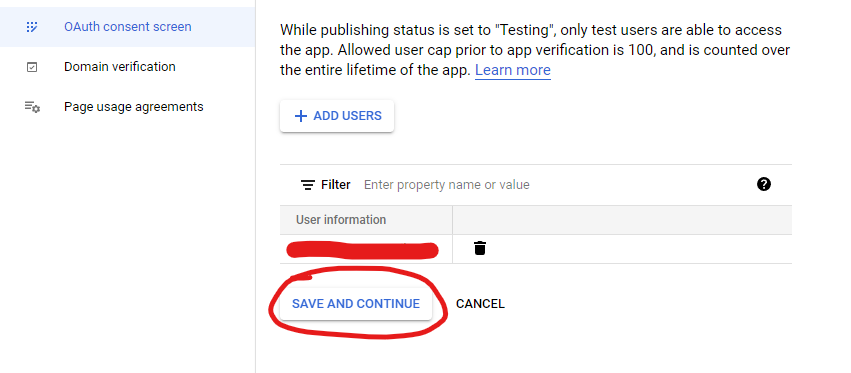 OAuth consent screen
Domain verification
Page usage agreements
While publishing status is set to "Testing", only test users are able to access
the app. Allowed user cap prior to app verification is 100, and is counted over
the entire lifetime of the app. Learn more
ADD USERS
Filter Enter property name or value
User information
SAVE AND CONTINUE CANCEL